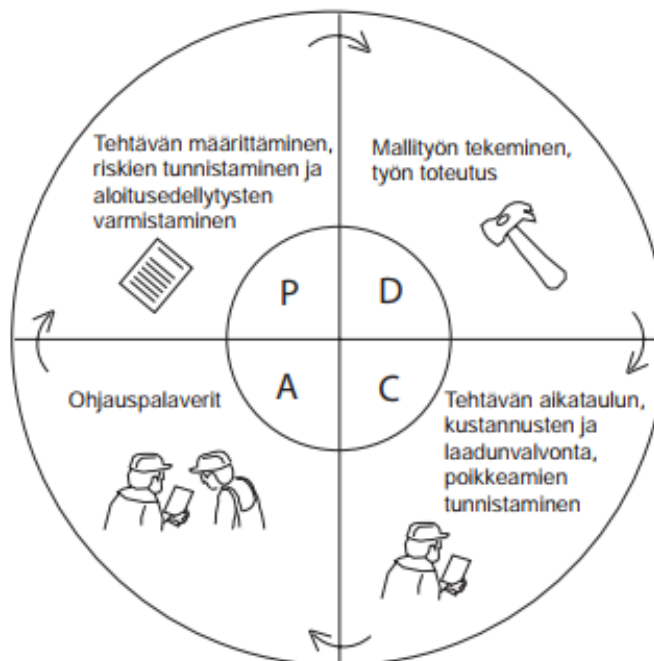 Tehtävän määrittäminen,
riskien tunnistaminen ja
aloitusedellytysten
varmistaminen
Mallityön tekeminen,
työn toteutus
P
D
A
C
Ohjauspalaverit
Tehtävän aikataulun,
kustannusten ja
laadunvalvonta,
poikkeamien
tunnistaminen